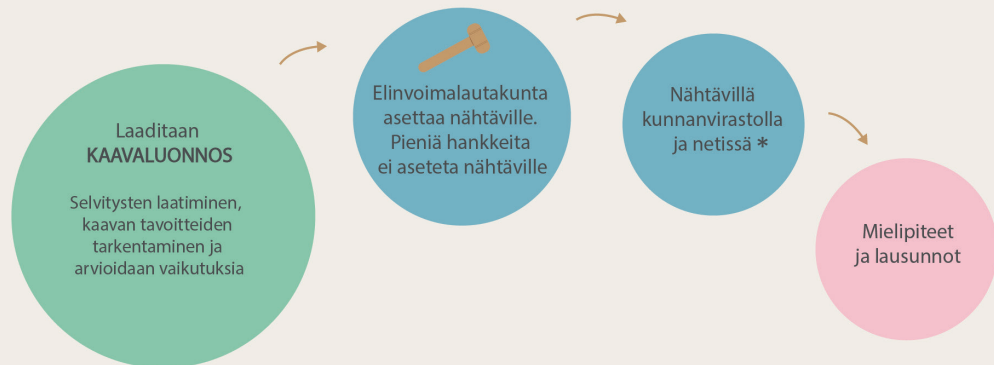 Laaditaan
KAAVALUONNOS
Selvitysten laatiminen,
kaavan tavoitteiden
tarkentaminen ja
arvioidaan vaikutuksia
Elinvoimalautakunta
asettaa nähtäville.
Pieniä hankkeita
ei aseteta nähtäville
Nähtävillä
kunnanvirastolla
ja netissä *
Mielipiteet
ja lausunnot